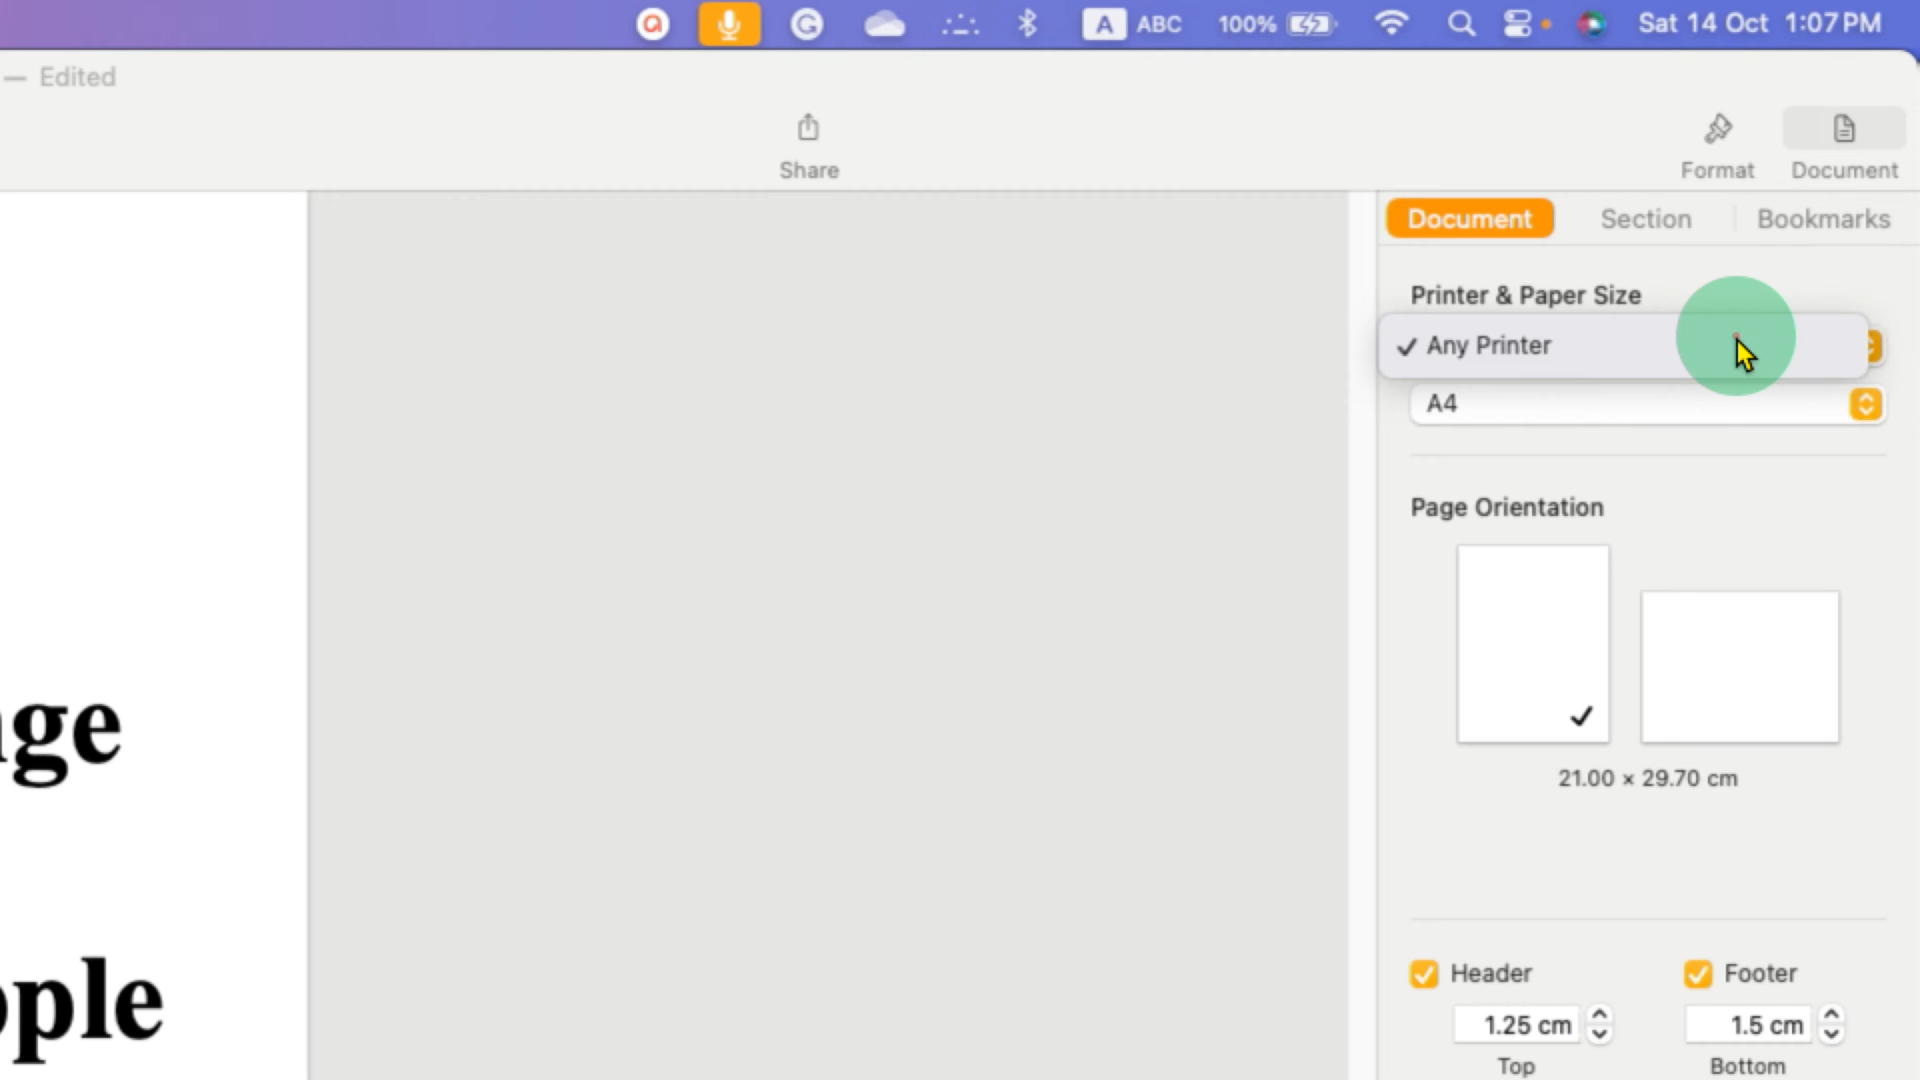 A ABC 100% Sat 14 Oct 1:07 PM
— Edited
Share
Format Document
Document Section Bookmarks
Printer & Paper Size
Any Printer
A4
Page Orientation
21.00 × 29.70 cm
Header Footer
1.25 cm 1.5 cm
Top Bottom